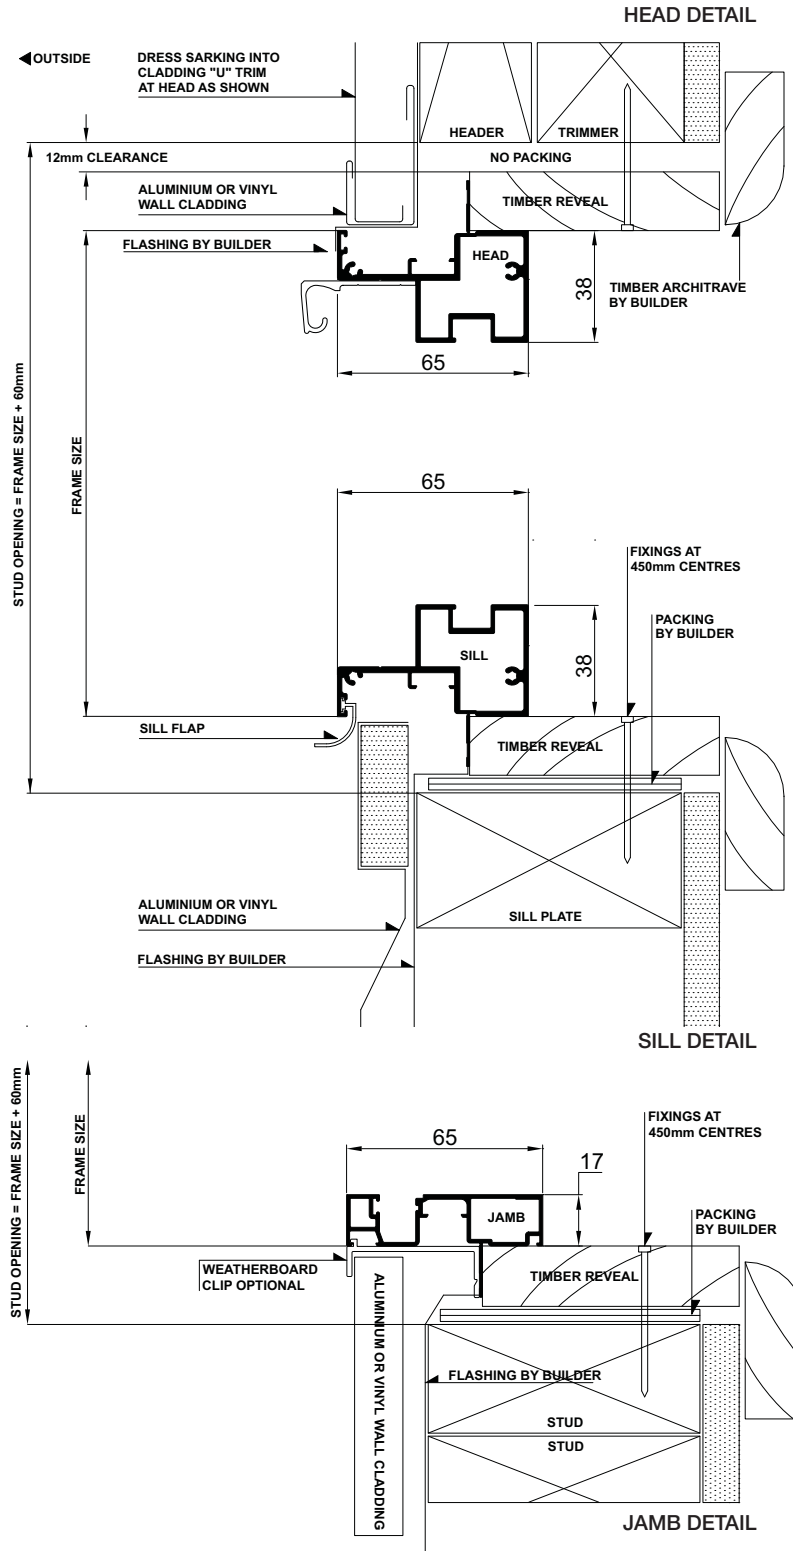 HEAD DETAIL
OUTSIDE
DRESS SARKING INTO
CLADDING "U" TRIM
AT HEAD AS SHOWN
HEADER
TRIMMER
12mm CLEARANCE
NO PACKING
ALUMINIUM OR VINYL
WALL CLADDING
TIMBER REVEAL
FLASHING BY BUILDER
HEAD
38
TIMBER ARCHITRAVE
BY BUILDER
65
STUD OPENING = FRAME SIZE + 60mm
FRAME SIZE
65
FIXINGS AT
450mm CENTRES
PACKING
BY BUILDER
SILL
38
SILL FLAP
TIMBER REVEAL
ALUMINIUM OR VINYL
WALL CLADDING
SILL PLATE
FLASHING BY BUILDER
SILL DETAIL
STUD OPENING = FRAME SIZE + 60mm
FRAME SIZE
65
17
FIXINGS AT
450mm CENTRES
JAMB
PACKING
BY BUILDER
WEATHERBOARD
CLIP OPTIONAL
TIMBER REVEAL
ALUMINIUM OR VINYL WALL CLADDING
FLASHING BY BUILDER
STUD
STUD
JAMB DETAIL